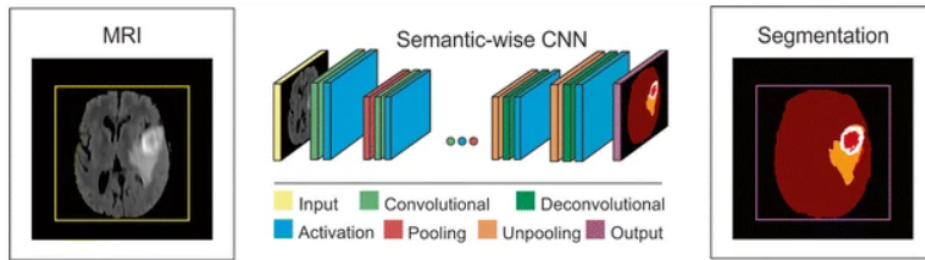 MRI
Semantic-wise CNN
Segmentation
Input
Convolutional
Deconvolutional
Activation
Pooling
Unpooling
Output